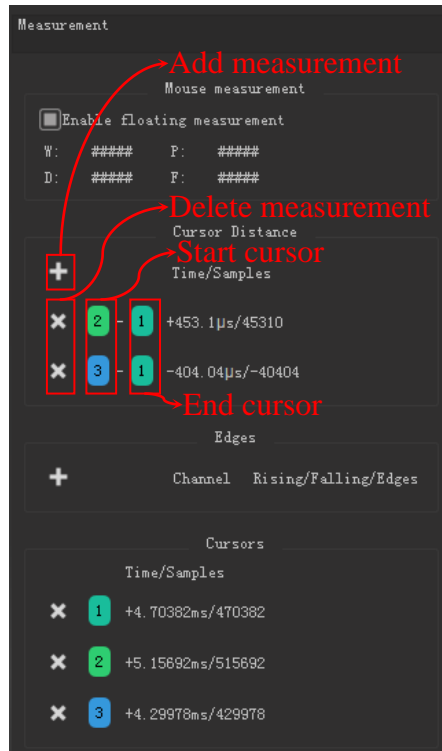 Measurement
Add measurement
Mouse measurement
Enable floating measurement
W: ##### P: #####
D: ##### F: #####
Delete measurement
Cursor Distance
Start cursor
Time/Samples
2 - 1 +453.1μs/45310
3 - 1 -404.04μs/-40404
End cursor
Edges
Channel Rising/Falling/Edges
Cursors
Time/Samples
1 +4.70382ms/470382
2 +5.15692ms/515692
3 +4.29978ms/429978